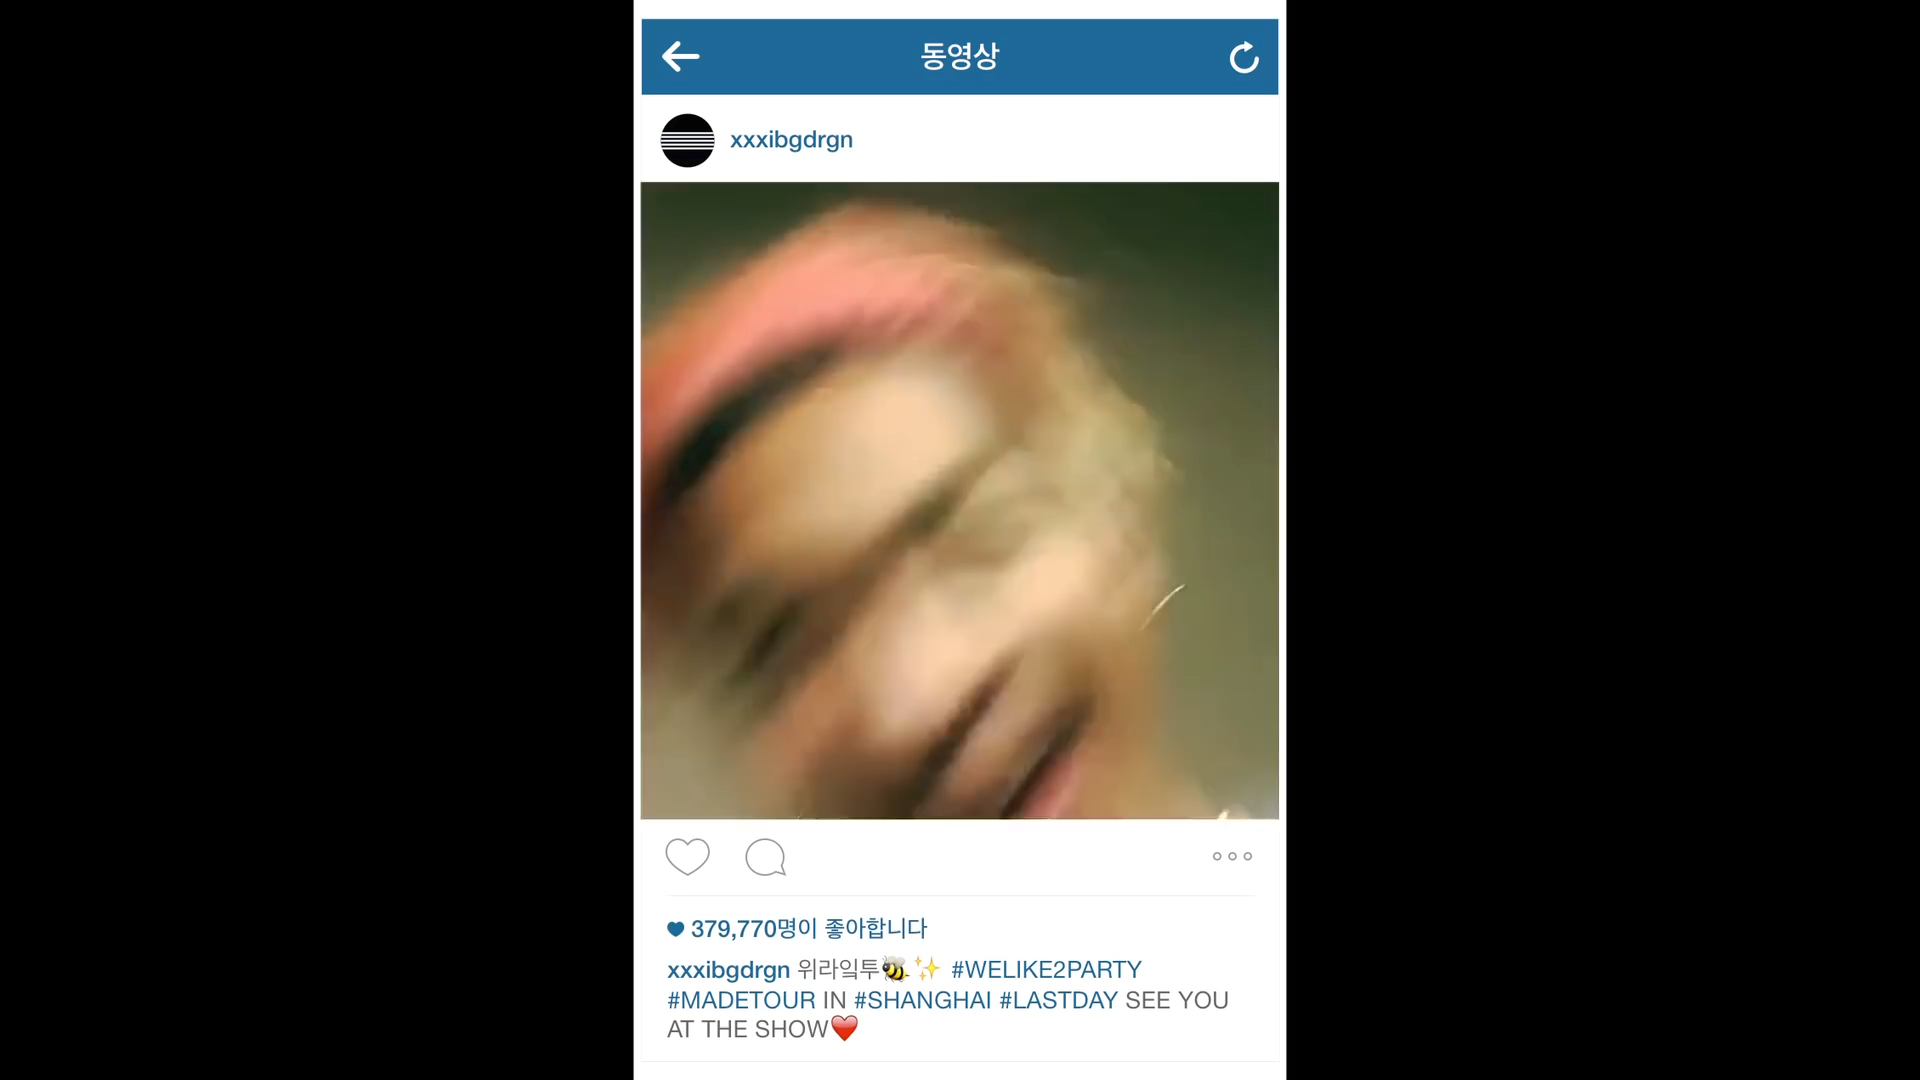 동영상
xxxibgdrgn
379,770명이 좋아합니다
xxxibgdrgn 위라잌투🐝✨ #WELIKE2PARTY
#MADETOUR IN #SHANGHAI #LASTDAY SEE YOU
AT THE SHOW❤️